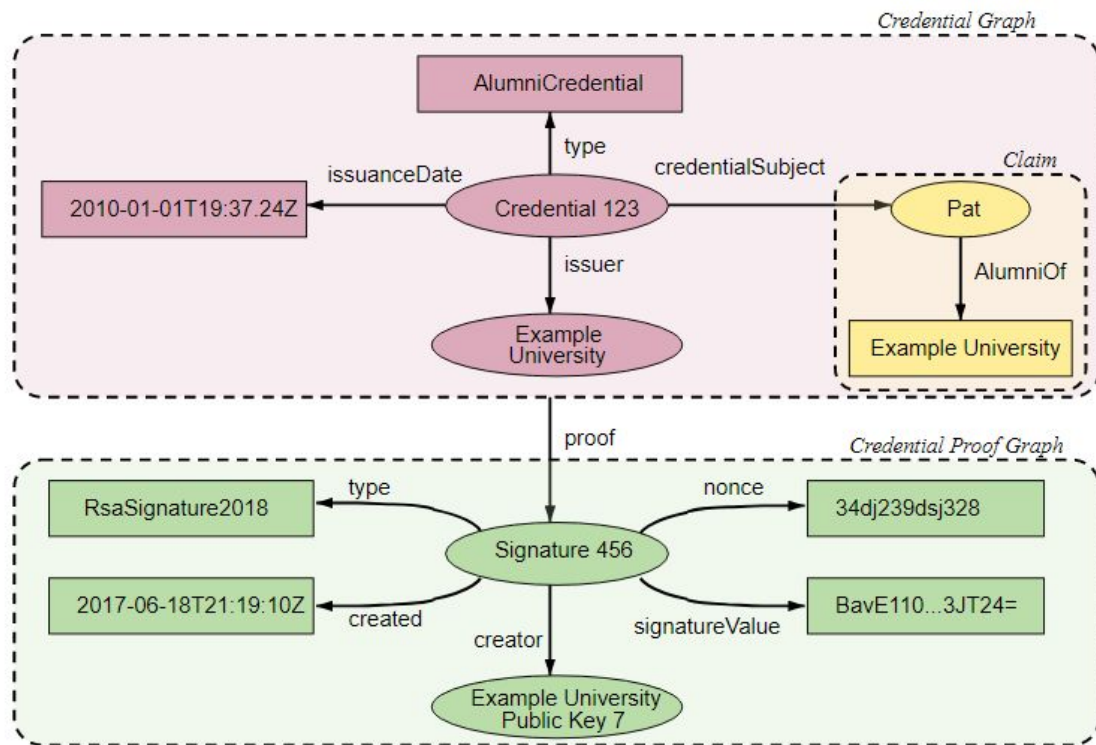 Credential Graph
AlumniCredential
type
issuanceDate
credentialSubject
Claim
2010-01-01T19:37.24Z
Credential 123
Pat
issuer
AlumniOf
Example
University
Example University
proof
Credential Proof Graph
type
nonce
RsaSignature2018
34dj239dsj328
Signature 456
2017-06-18T21:19:10Z
BavE110...3JT24=
created
signatureValue
creator
Example University
Public Key 7